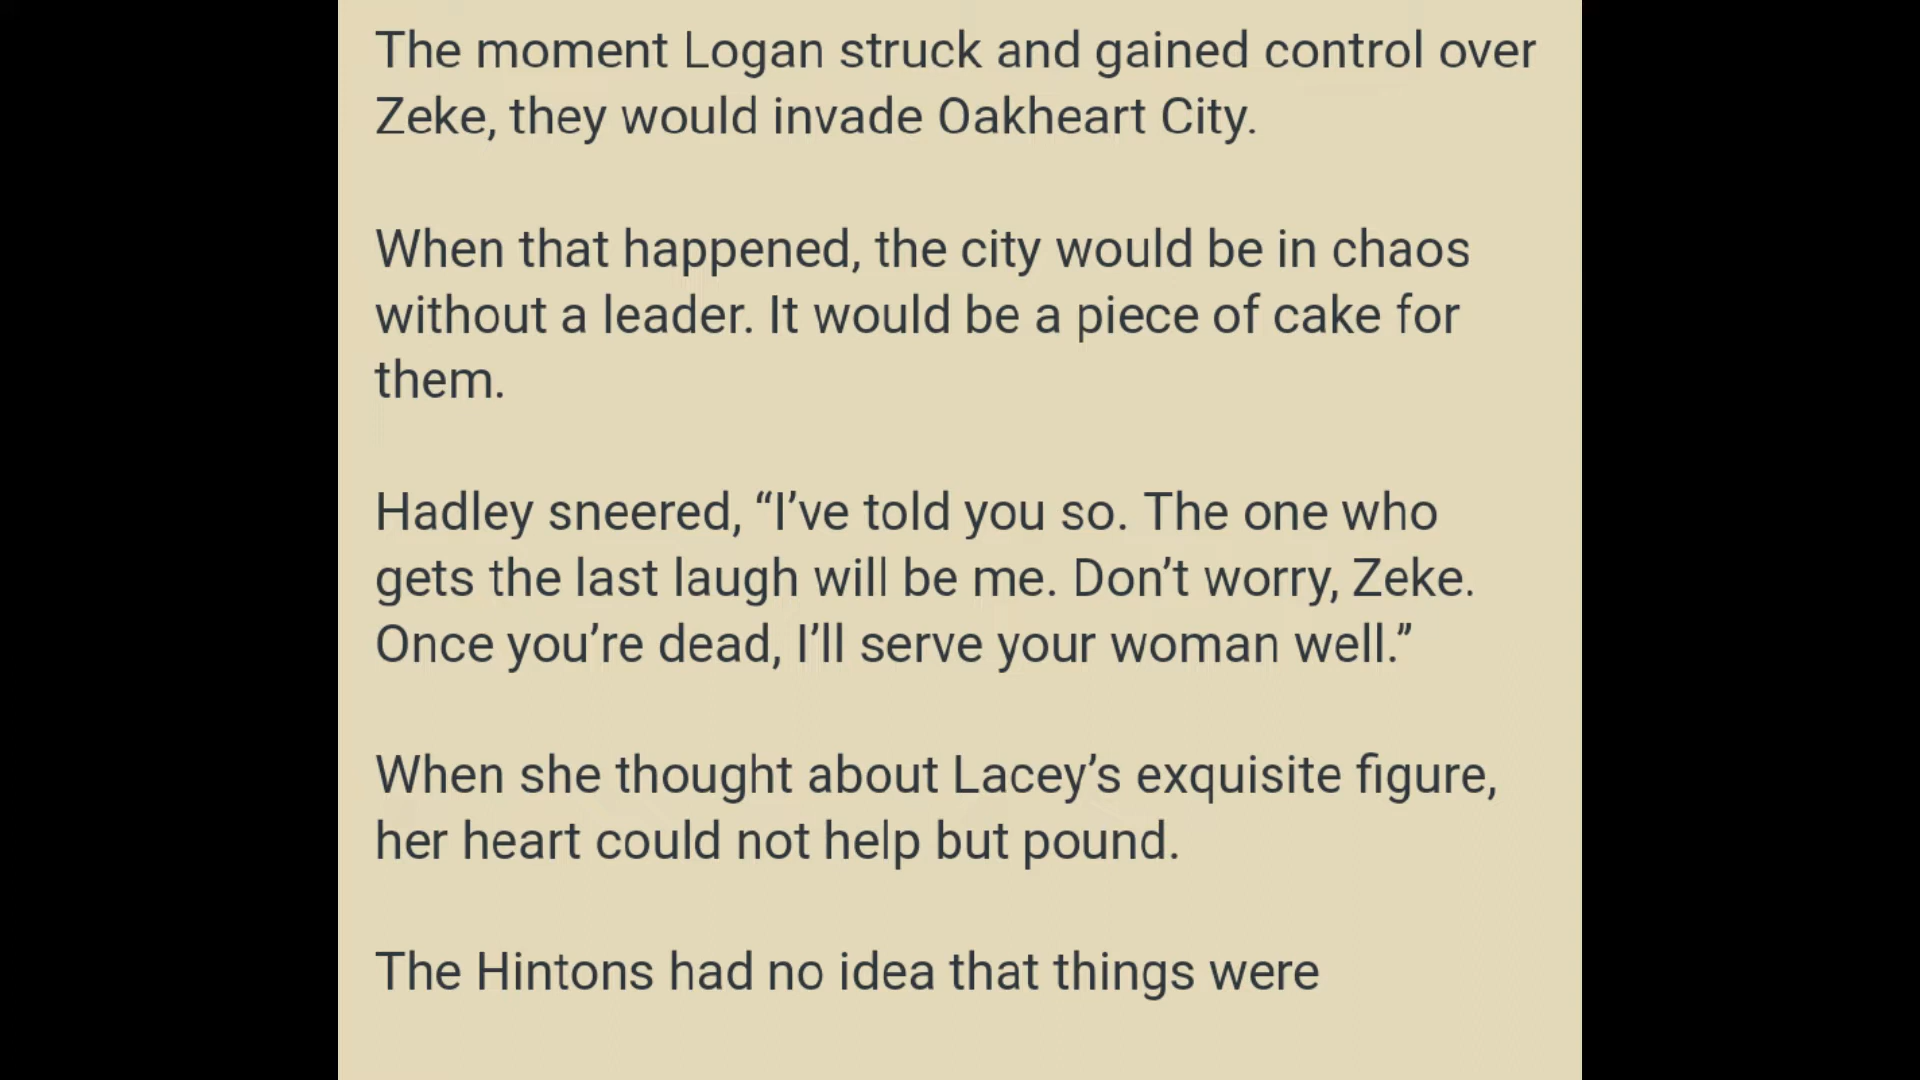 The moment Logan struck and gained control over
Zeke, they would invade Oakheart City.
When that happened, the city would be in chaos
without a leader. It would be a piece of cake for
them.
Hadley sneered, “I’ve told you so. The one who
gets the last laugh will be me. Don’t worry, Zeke.
Once you’re dead, I’ll serve your woman well.”
When she thought about Lacey’s exquisite figure,
her heart could not help but pound.
The Hintons had no idea that things were